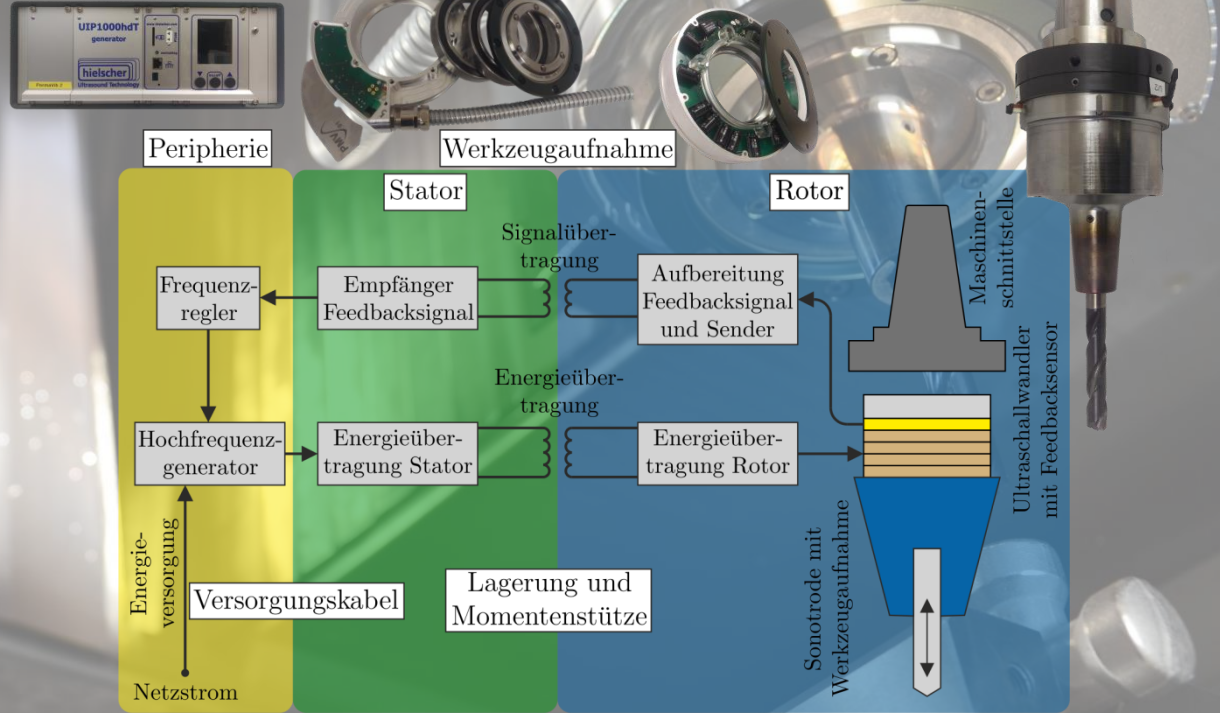 UIP1000hdT
generator
hielscher
Ultrasound Technology
Peripherie
Werkzeugaufnahme
Stator
Rotor
Signalüber-
tragung
Frequenz-
regler
Empfänger
Feedbacksignal
Aufbereitung
Feedbacksignal
und Sender
Maschinen-
schnittstelle
Energieüber-
tragung
Hochfrequenz-
generator
Energieüber-
tragung Stator
Energieüber-
tragung Rotor
Ultraschallwandler
mit Feedbacksensor
Energie-
versorgung
Versorgungskabel
Lagerung und
Momentenstütze
Sonotrode mit
Werkzeugaufnahme
Netzstrom